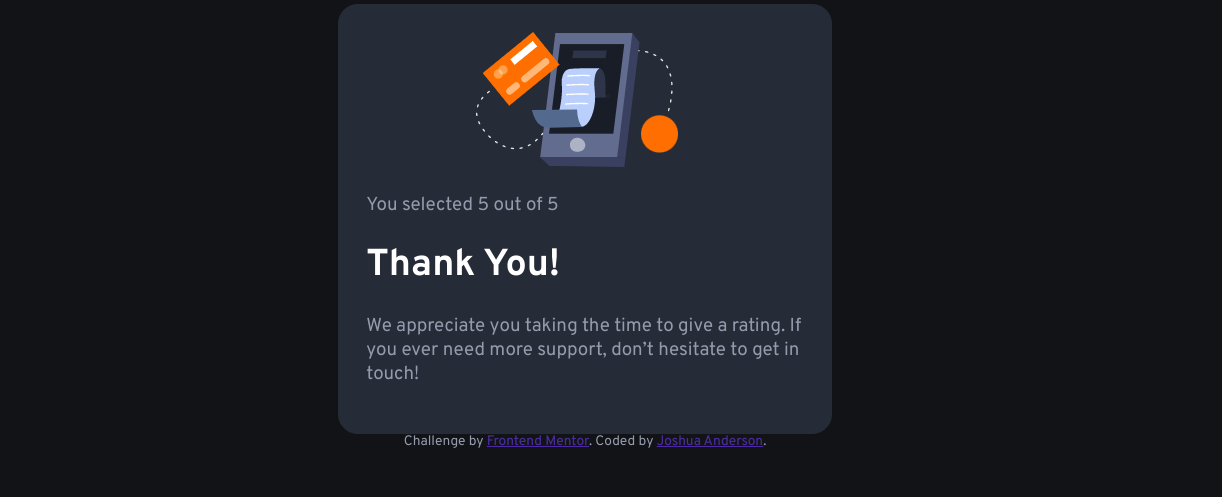 You selected 5 out of 5
Thank You!
We appreciate you taking the time to give a rating. If
you ever need more support, don’t hesitate to get in
touch!
Challenge by Frontend Mentor. Coded by Joshua Anderson.